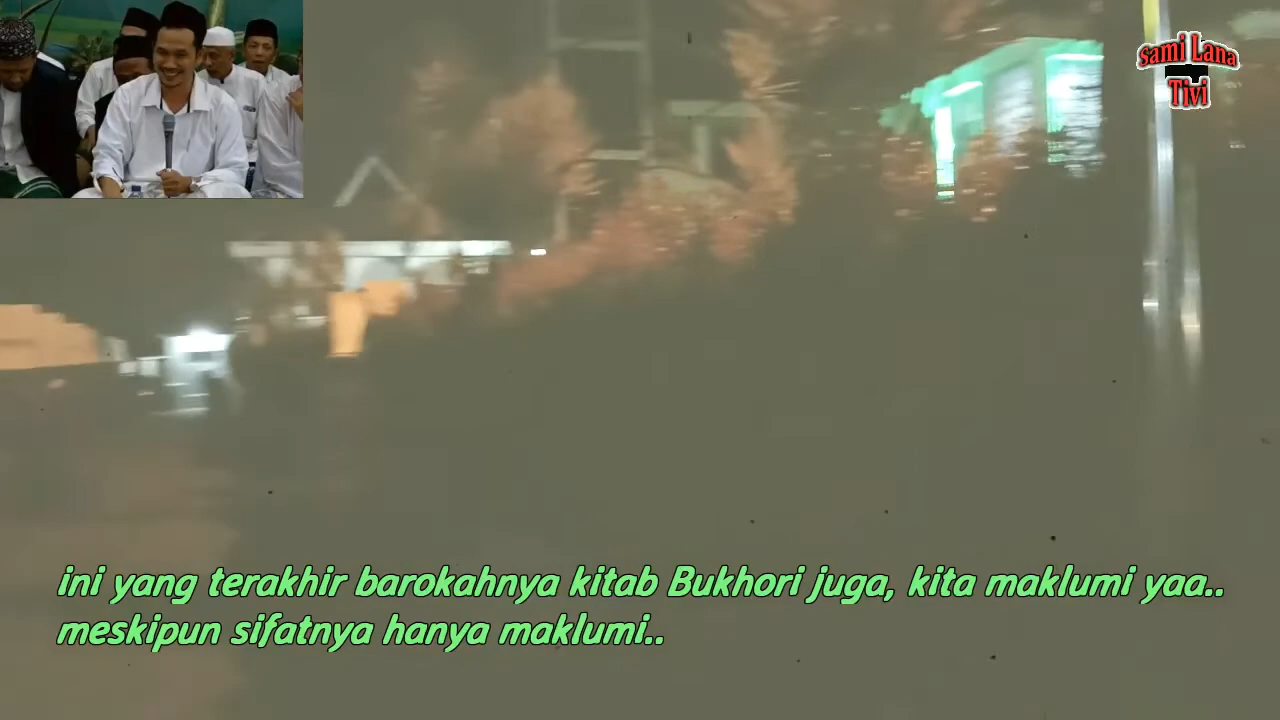 sami Lana
Tivi
ini yang terakhir barokahnya kitab Bukhori juga, kita maklumi yaa..
meskipun sifatnya hanya maklumi..